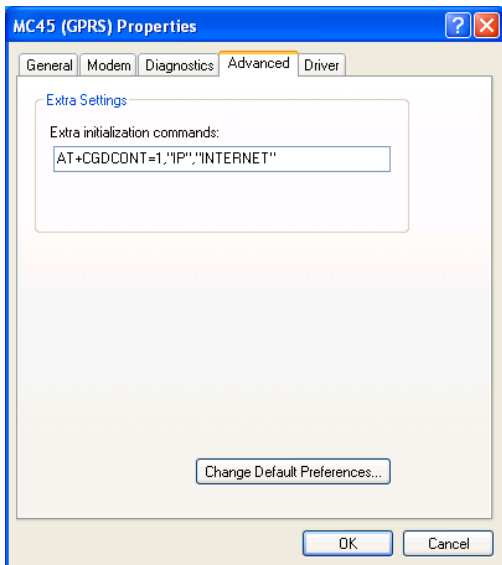 MC45 (GPRS) Properties
General Modem Diagnostics Advanced Driver
Extra Settings
Extra initialization commands:
AT+CGDCONT=1,"IP","INTERNET"
Change Default Preferences...
OK Cancel